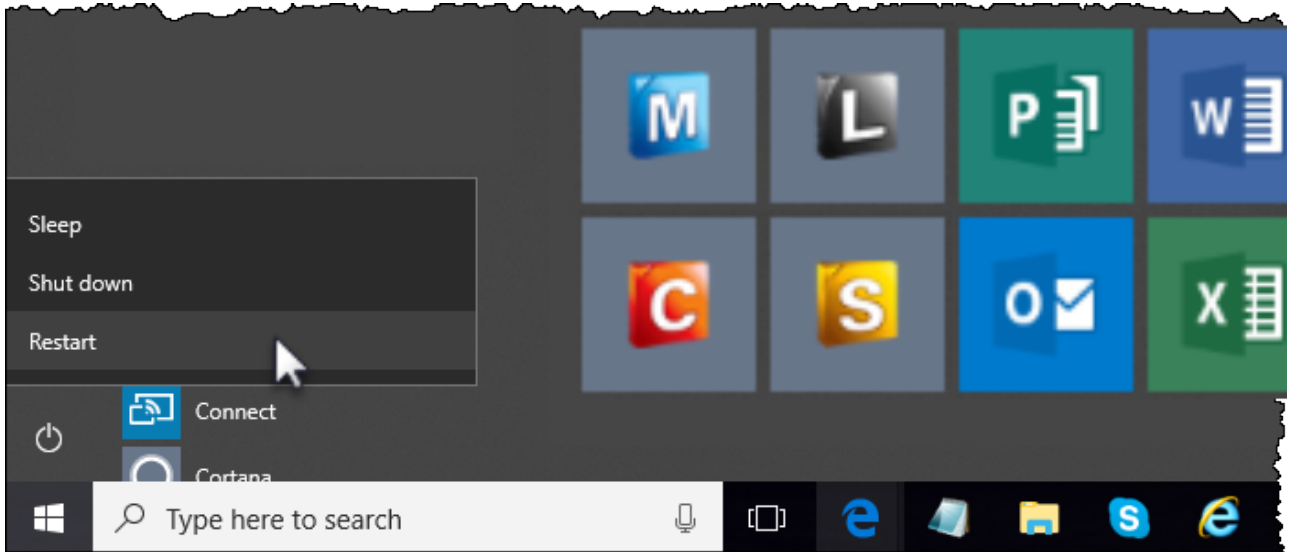 M L P W
Sleep
Shut down
C S O X
Restart
Connect
Cortana
Type here to search
S